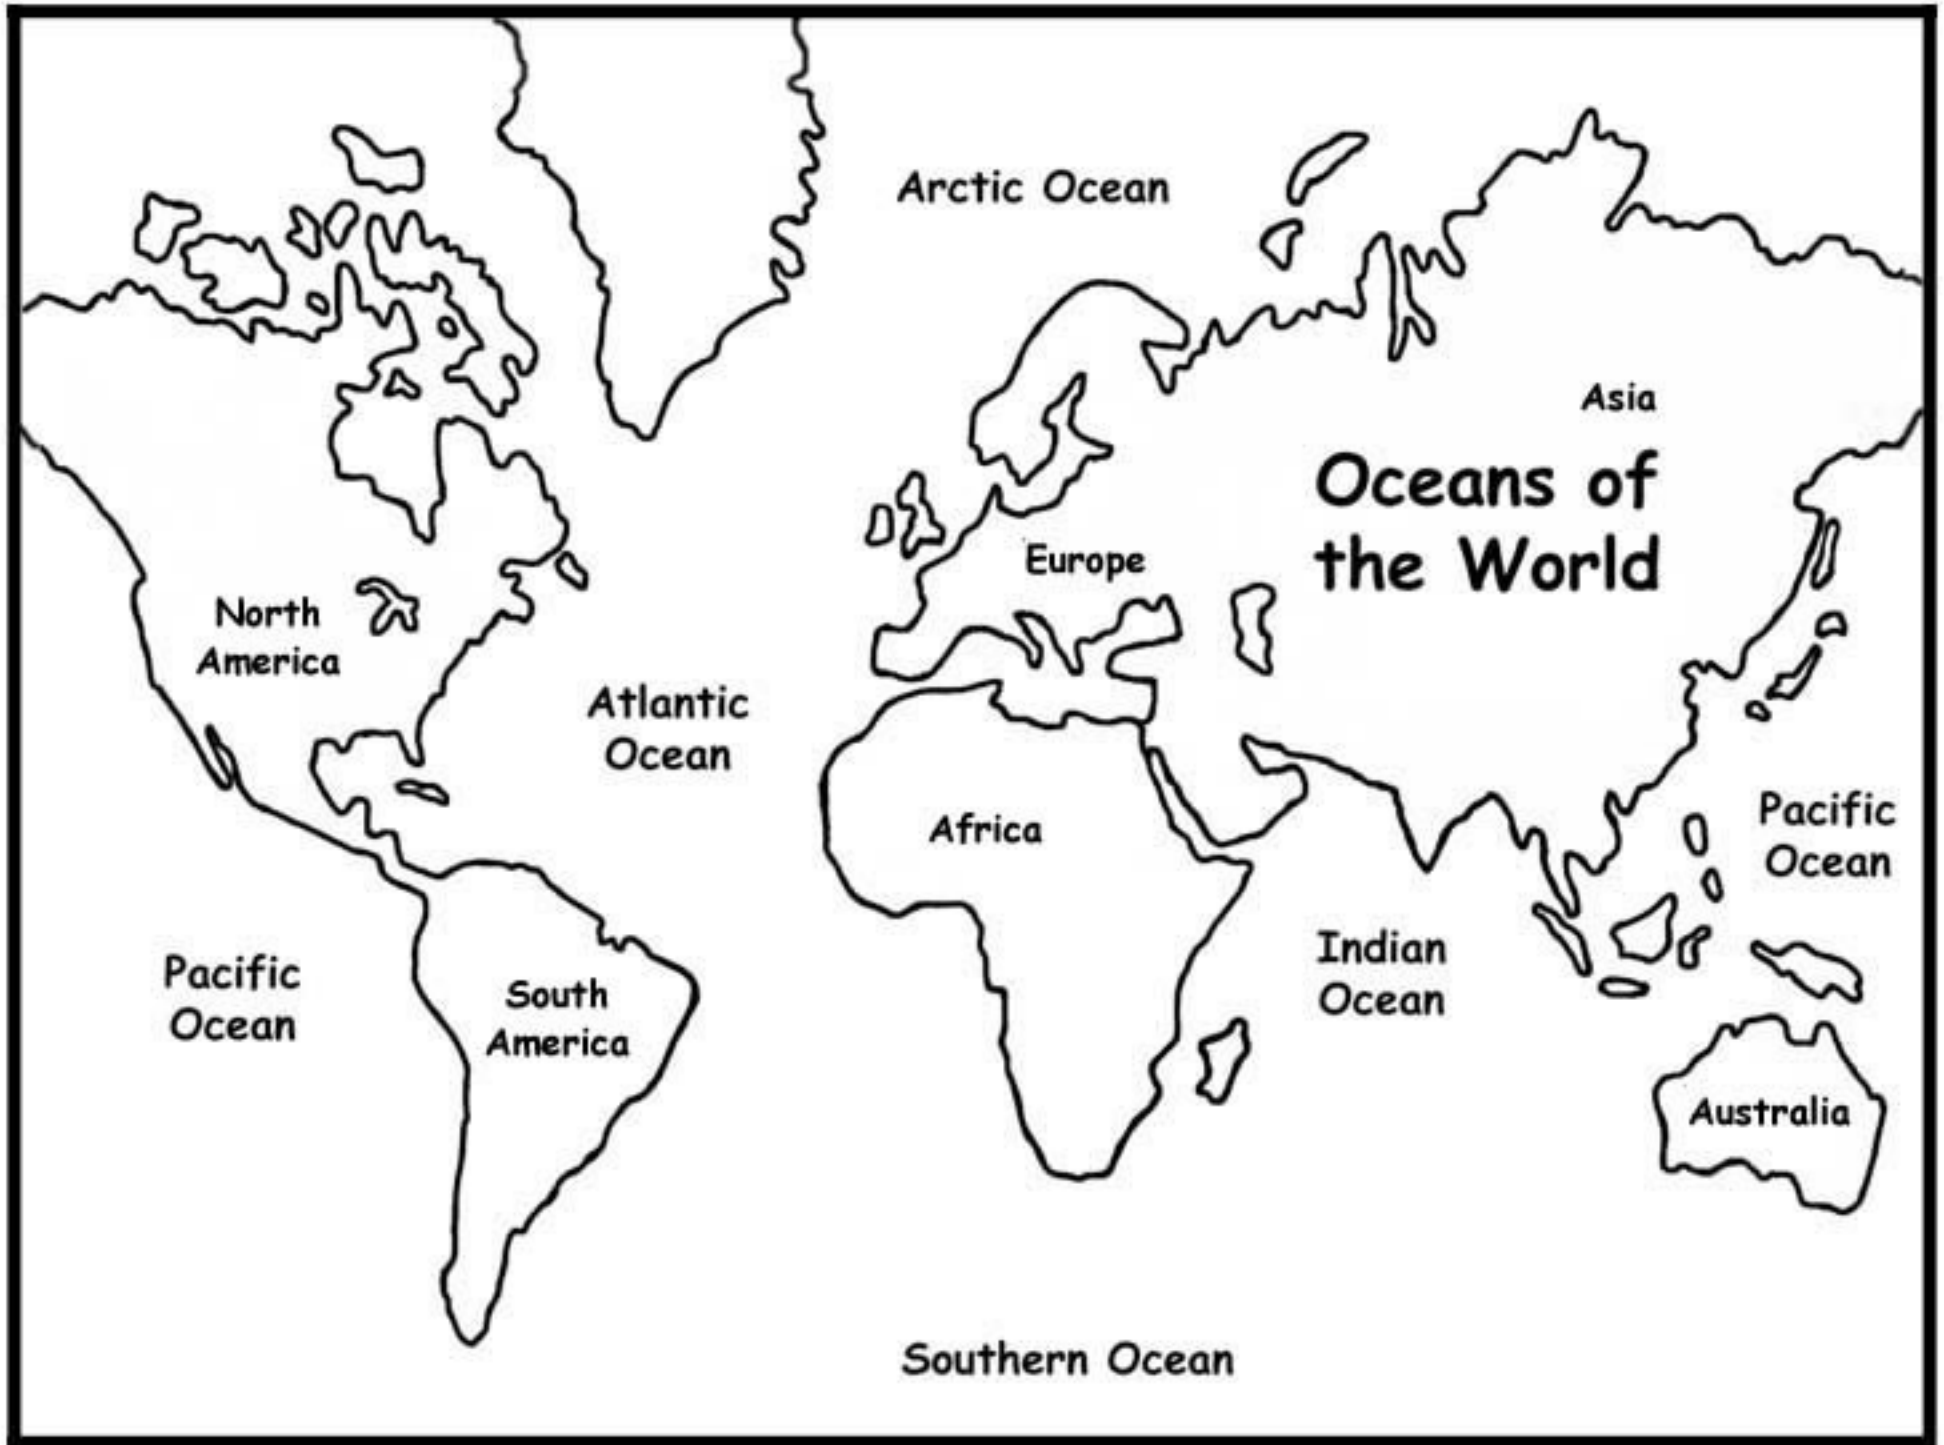 Arctic Ocean
Asia
Oceans of
the World
Europe
North
America
Atlantic
Ocean
Africa
Pacific
Ocean
Indian
Ocean
Pacific
Ocean
South
America
Australia
Southern Ocean